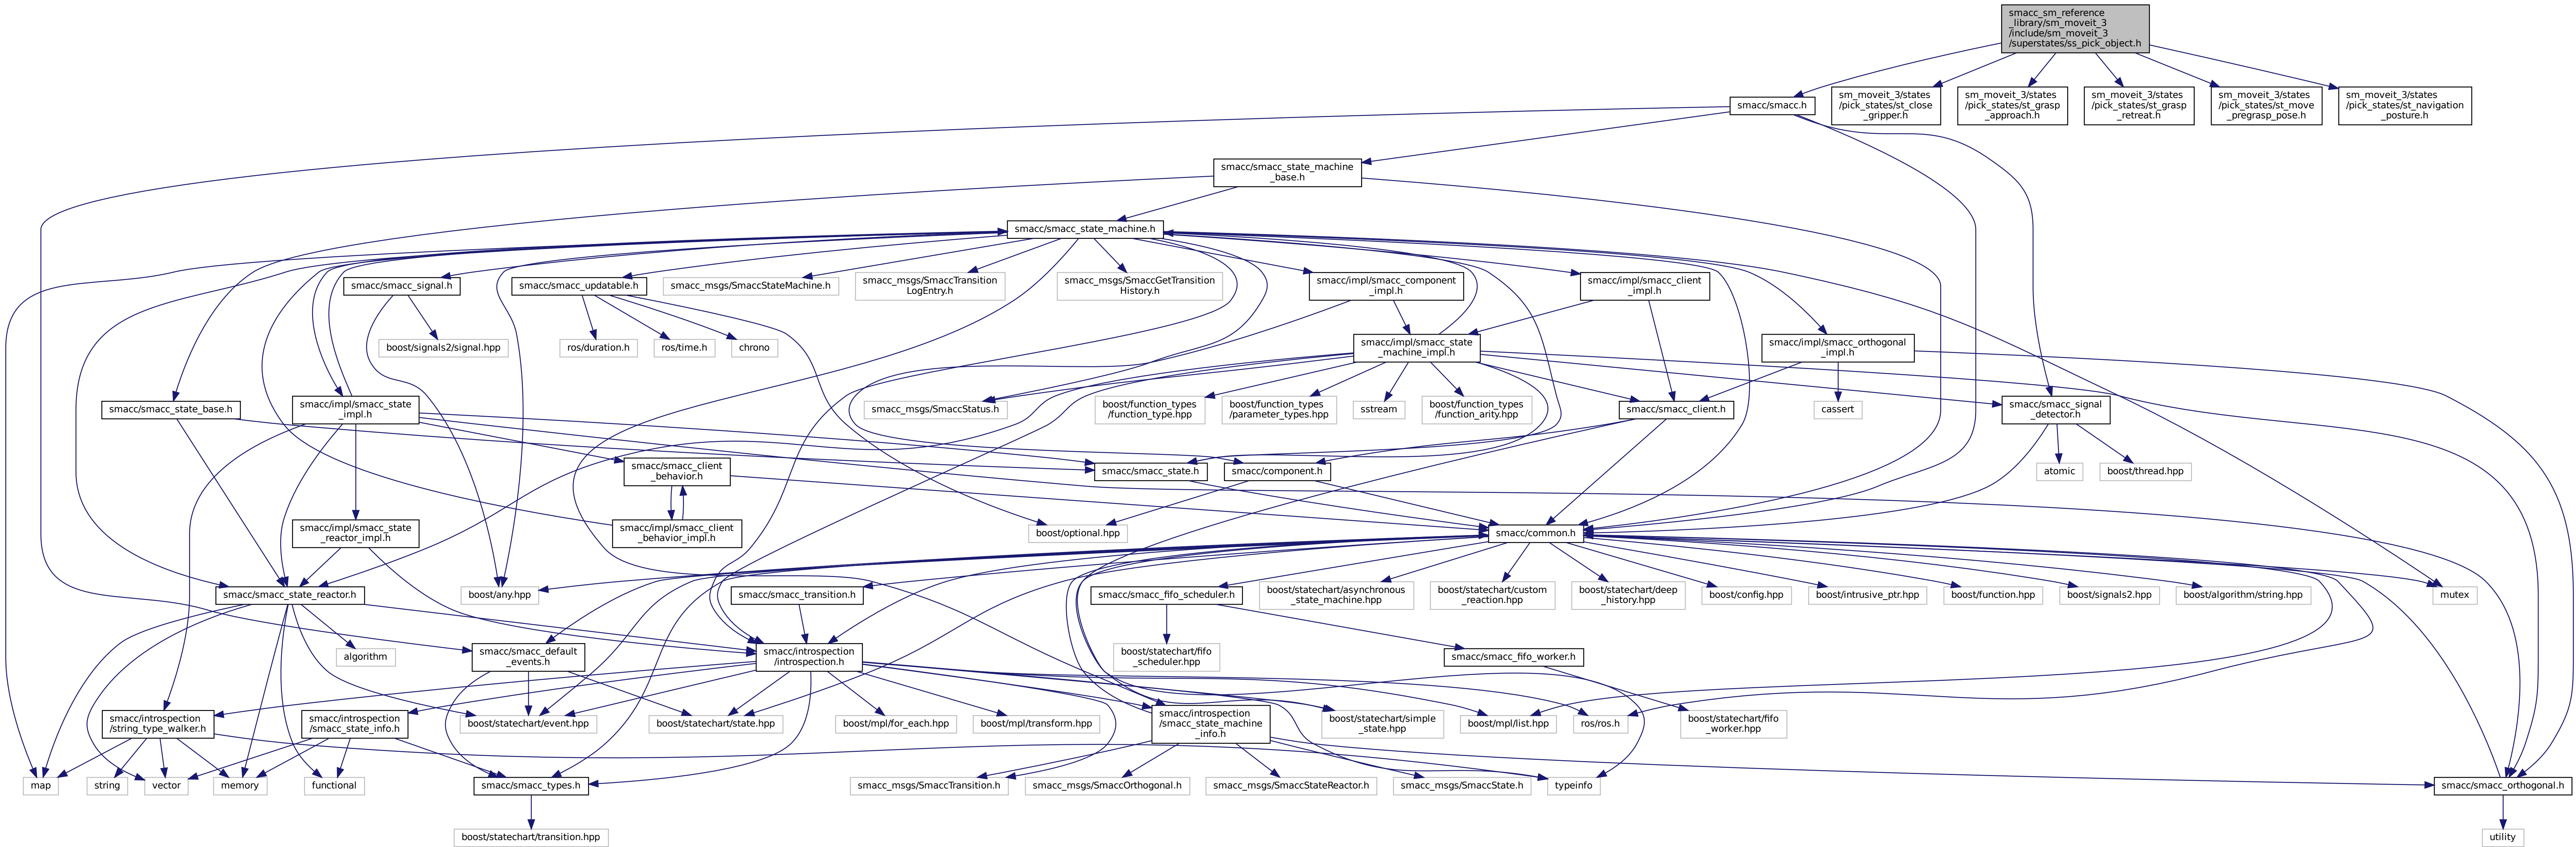 smacc_sm_reference
_library/sm_moveit_3
/include/sm_moveit_3
/superstates/ss_pick_object.h
smacc/smacc.h
sm_moveit_3/states
/pick_states/st_close
_gripper.h
sm_moveit_3/states
/pick_states/st_grasp
_approach.h
sm_moveit_3/states
/pick_states/st_grasp
_retreat.h
sm_moveit_3/states
/pick_states/st_move
_pregrasp_pose.h
sm_moveit_3/states
/pick_states/st_navigation
_posture.h
smacc/smacc_state_machine
_base.h
smacc/smacc_state_machine.h
smacc/smacc_signal.h
smacc/smacc_updatable.h
smacc_msgs/SmaccStateMachine.h
smacc_msgs/SmaccTransition
LogEntry.h
smacc_msgs/SmaccGetTransition
History.h
smacc/impl/smacc_component
_impl.h
smacc/impl/smacc_client
_impl.h
boost/signals2/signal.hpp
ros/duration.h
ros/time.h
chrono
smacc/impl/smacc_state
_machine_impl.h
smacc/impl/smacc_orthogonal
_impl.h
smacc/smacc_state_base.h
smacc/impl/smacc_state
_impl.h
smacc_msgs/SmaccStatus.h
boost/function_types
/function_type.hpp
boost/function_types
/parameter_types.hpp
sstream
boost/function_types
/function_arity.hpp
smacc/smacc_client.h
cassert
smacc/smacc_signal
_detector.h
smacc/smacc_client
_behavior.h
smacc/smacc_state.h
smacc/component.h
atomic
boost/thread.hpp
smacc/impl/smacc_state
_reactor_impl.h
smacc/impl/smacc_client
_behavior_impl.h
boost/optional.hpp
smacc/common.h
smacc/smacc_state_reactor.h
boost/any.hpp
smacc/smacc_transition.h
smacc/smacc_fifo_scheduler.h
boost/statechart/asynchronous
_state_machine.hpp
boost/statechart/custom
_reaction.hpp
boost/statechart/deep
_history.hpp
boost/config.hpp
boost/intrusive_ptr.hpp
boost/function.hpp
boost/signals2.hpp
boost/algorithm/string.hpp
mutex
algorithm
smacc/smacc_default
_events.h
smacc/introspection
/introspection.h
boost/statechart/fifo
_scheduler.hpp
smacc/smacc_fifo_worker.h
smacc/introspection
/string_type_walker.h
smacc/introspection
/smacc_state_info.h
boost/statechart/event.hpp
boost/statechart/state.hpp
boost/mpl/for_each.hpp
boost/mpl/transform.hpp
smacc/introspection
/smacc_state_machine
_info.h
boost/statechart/simple
_state.hpp
boost/mpl/list.hpp
ros/ros.h
boost/statechart/fifo
_worker.hpp
map
string
vector
memory
functional
smacc/smacc_types.h
smacc_msgs/SmaccTransition.h
smacc_msgs/SmaccOrthogonal.h
smacc_msgs/SmaccStateReactor.h
smacc_msgs/SmaccState.h
typeinfo
smacc/smacc_orthogonal.h
boost/statechart/transition.hpp
utility